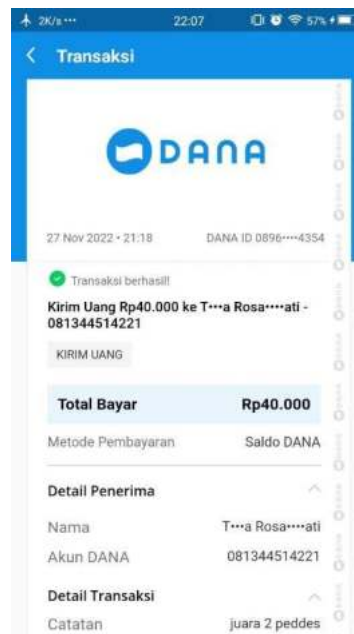 2K/s ··· 22:07 57%
Transaksi
DANA
27 Nov 2022 • 21:18 DANA ID 0896····4354
Transaksi berhasil!
Kirim Uang Rp40.000 ke T···a Rosa····ati -
081344514221
KIRIM UANG
Total Bayar Rp40.000
Metode Pembayaran Saldo DANA
Detail Penerima
Nama T···a Rosa····ati
Akun DANA 081344514221
Detail Transaksi
Catatan juara 2 peddes